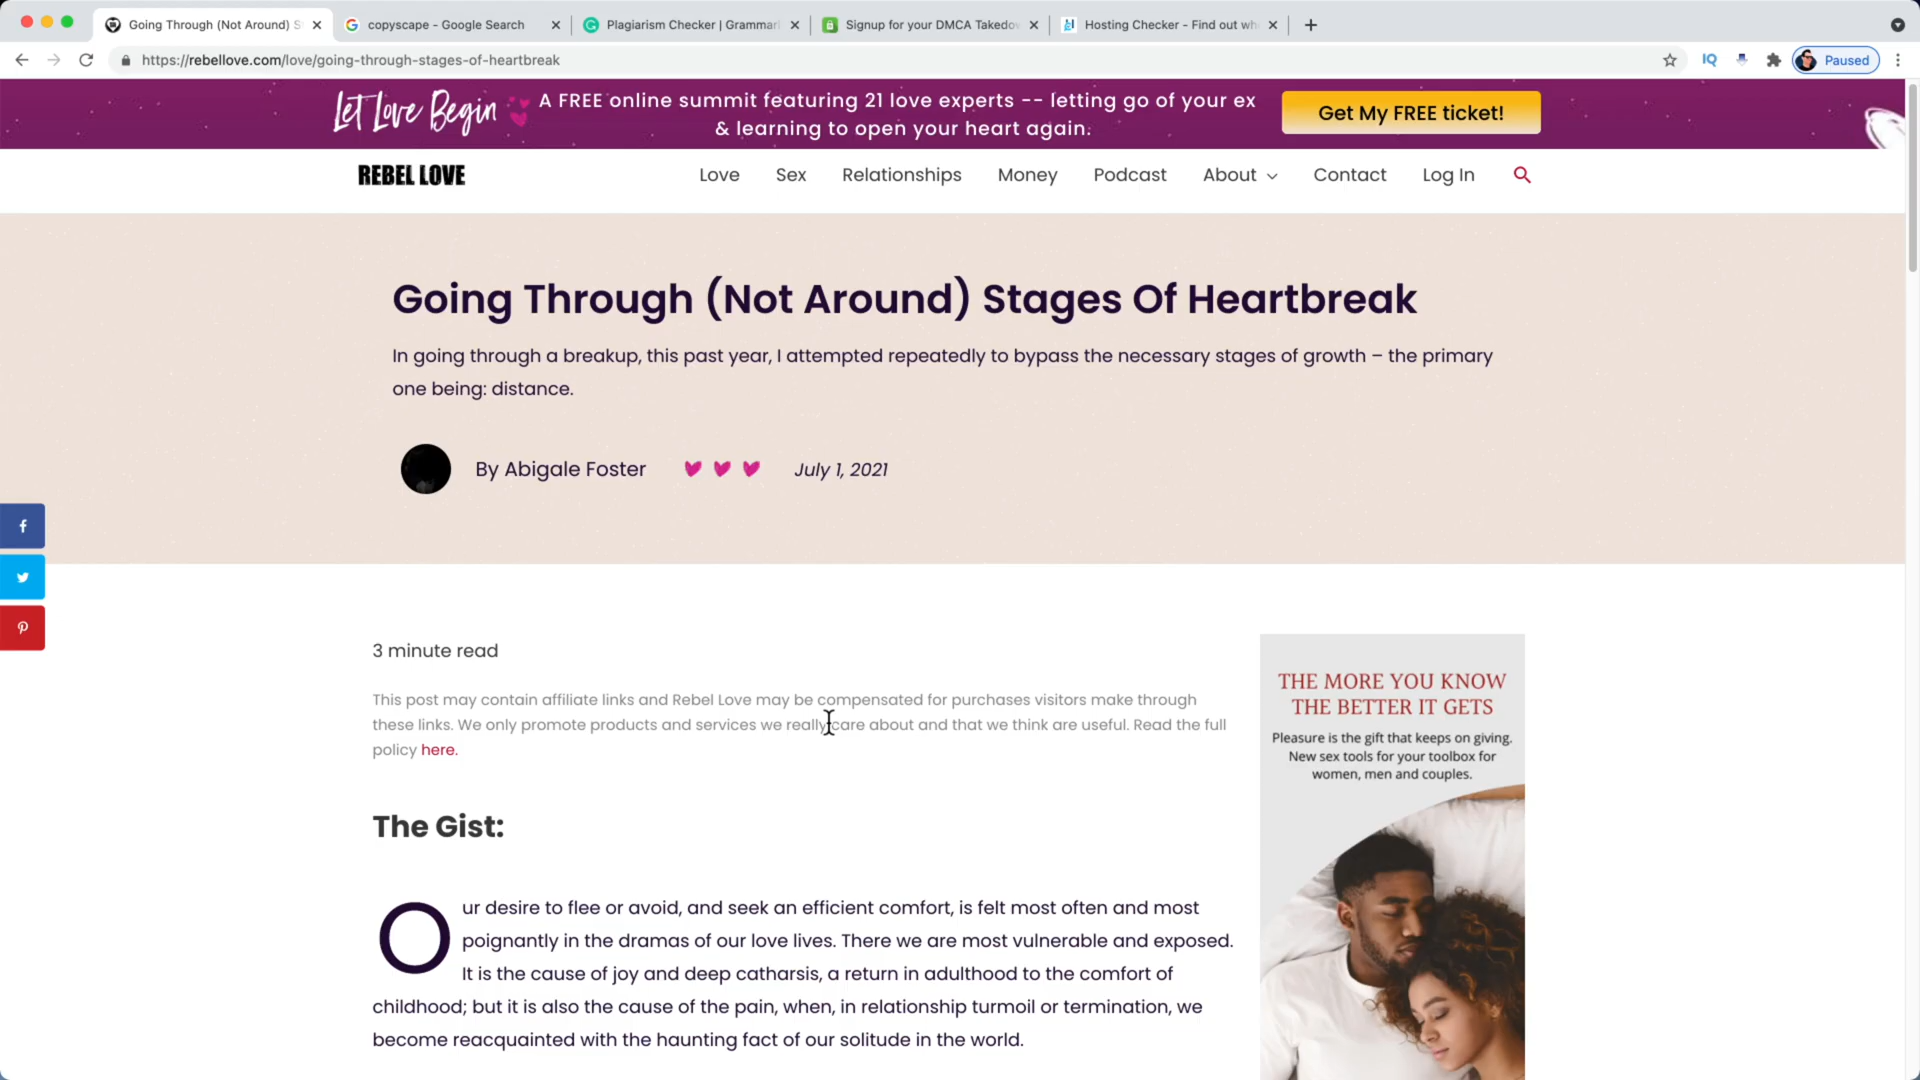 Going Through (Not Around) S
copyscape - Google Search
Plagiarism Checker | Grammar
Signup for your DMCA Takedo
Hosting Checker - Find out wh
https://rebellove.com/love/going-through-stages-of-heartbreak
IQ
Paused
Let Love Begin
A FREE online summit featuring 21 love experts -- letting go of your ex
& learning to open your heart again.
Get My FREE ticket!
REBEL LOVE
Love
Sex
Relationships
Money
Podcast
About
Contact
Log In
Going Through (Not Around) Stages Of Heartbreak
In going through a breakup, this past year, I attempted repeatedly to bypass the necessary stages of growth – the primary
one being: distance.
By Abigale Foster
July 1, 2021
3 minute read
This post may contain affiliate links and Rebel Love may be compensated for purchases visitors make through
these links. We only promote products and services we really care about and that we think are useful. Read the full
policy here.
The Gist:
Our desire to flee or avoid, and seek an efficient comfort, is felt most often and most
poignantly in the dramas of our love lives. There we are most vulnerable and exposed.
It is the cause of joy and deep catharsis, a return in adulthood to the comfort of
childhood; but it is also the cause of the pain, when, in relationship turmoil or termination, we
become reacquainted with the haunting fact of our solitude in the world.
THE MORE YOU KNOW
THE BETTER IT GETS
Pleasure is the gift that keeps on giving.
New sex tools for your toolbox for
women, men and couples.